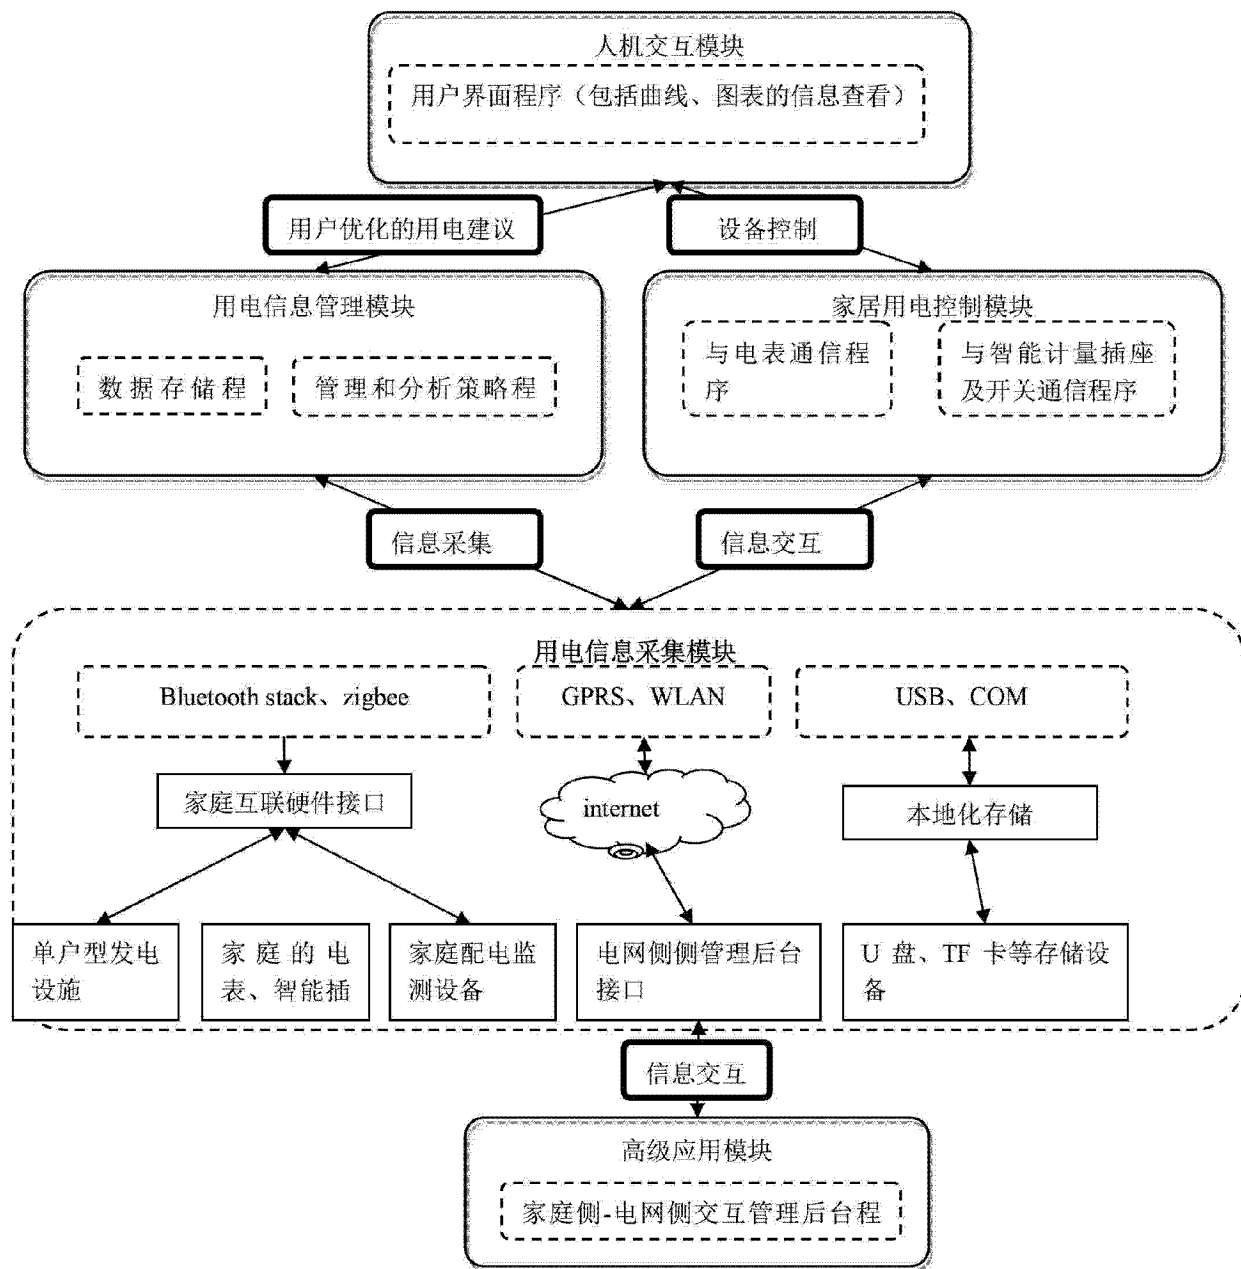 人机交互模块
用户界面程序（包括曲线、图表的信息查看）
用户优化的用电建议
设备控制
用电信息管理模块
数据存储程
管理和分析策略程
家居用电控制模块
与电表通信程
序
与智能计量插座
及开关通信程序
信息采集
信息交互
用电信息采集模块
Bluetooth stack、zigbee
GPRS、WLAN
USB、COM
家庭互联硬件接口
internet
本地化存储
单户型发电
设施
家庭的电
表、智能插
家庭配电监
测设备
电网侧侧管理后台
接口
U 盘、TF 卡等存储设
备
信息交互
高级应用模块
家庭侧-电网侧交互管理后台程